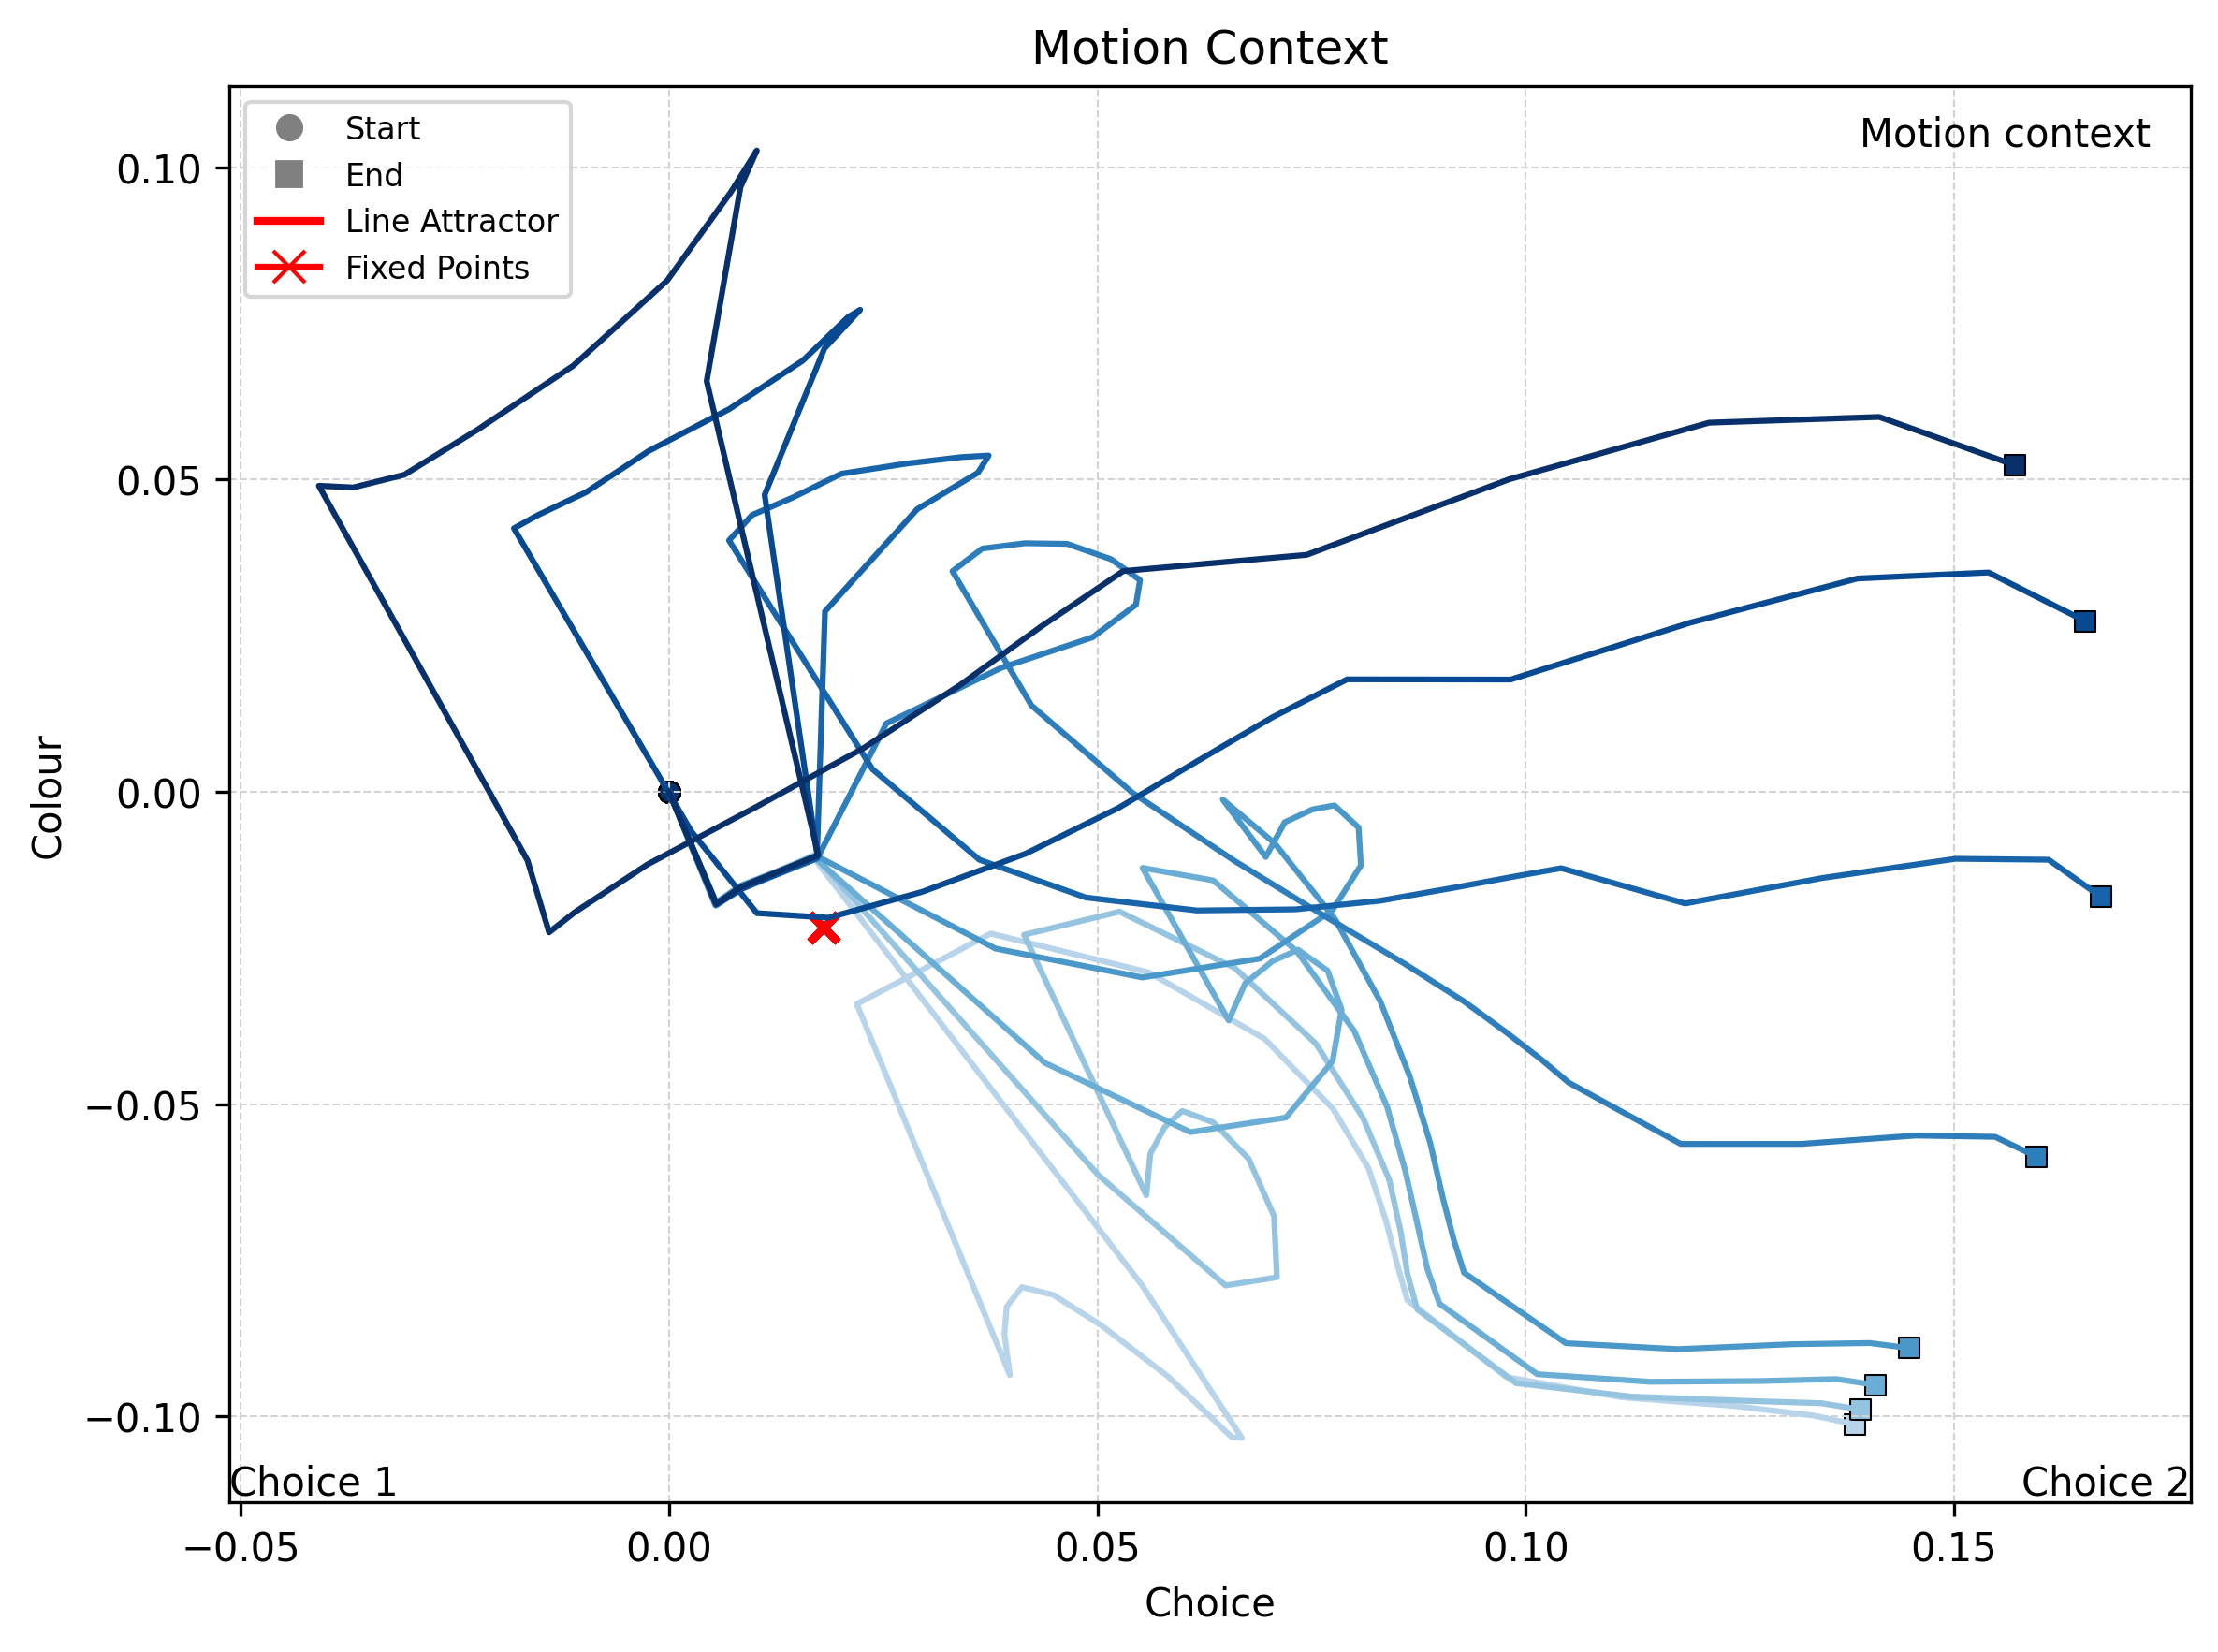 Motion Context
Start
End
Line Attractor
Fixed Points
Motion context
0.10
0.05
0.00
−0.05
−0.10
Colour
Choice 1
Choice 2
−0.05
0.00
0.05
0.10
0.15
Choice